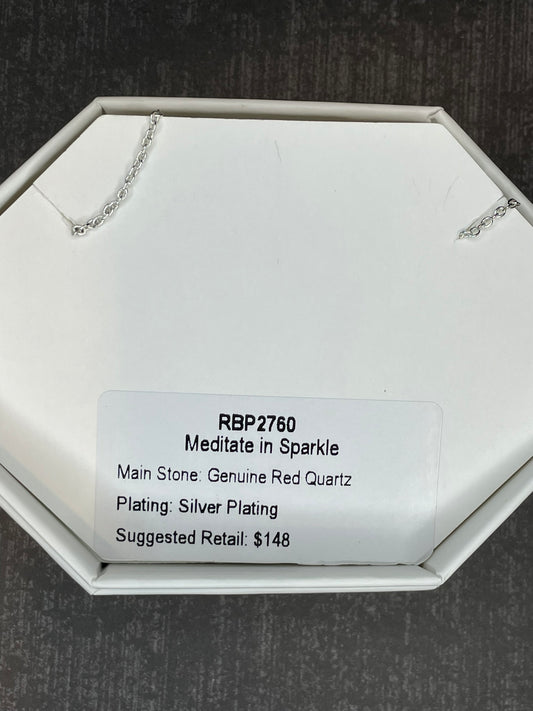 RBP2760
Meditate in Sparkle
Main Stone: Genuine Red Quartz
Plating: Silver Plating
Suggested Retail: $148